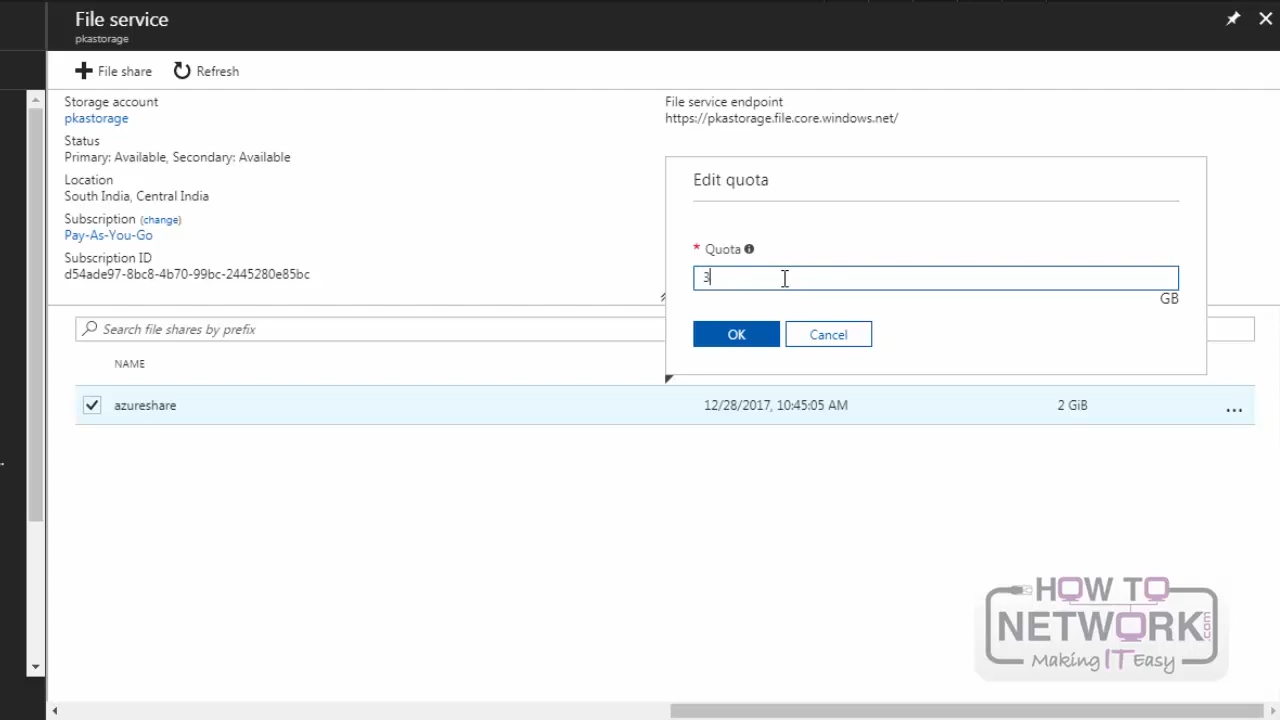 File service
pkastorage
File share
Refresh
Storage account
pkastorage
Status
Primary: Available, Secondary: Available
Location
South India, Central India
Subscription (change)
Pay-As-You-Go
Subscription ID
d54ade97-8bc8-4b70-99bc-2445280e85bc
File service endpoint
https://pkastorage.file.core.windows.net/
Edit quota
* Quota
3
GB
OK
Cancel
Search file shares by prefix
NAME
azureshare
12/28/2017, 10:45:05 AM
2 GiB
...
HOW TO
NETWORK.com
Making IT Easy